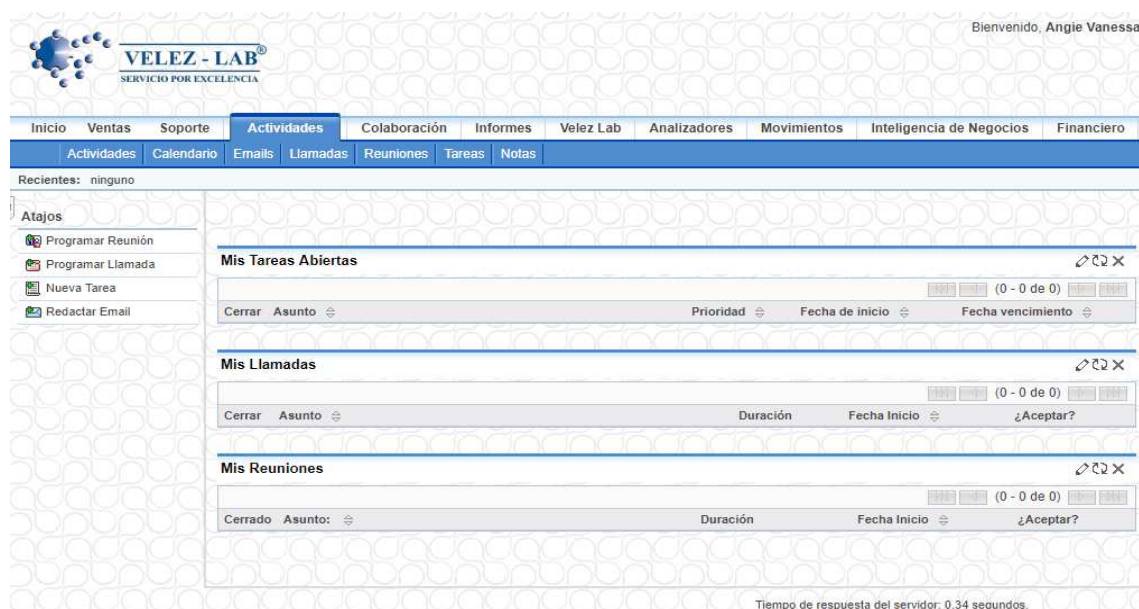 Bienvenido, Angie Vanessa
VELEZ - LAB®
SERVICIO POR EXCELENCIA
Inicio Ventas Soporte Actividades Colaboración Informes Velez Lab Analizadores Movimientos Inteligencia de Negocios Financiero
Actividades Calendario Emails Llamadas Reuniones Tareas Notas
Recientes: ninguno
Atajos
Programar Reunión
Programar Llamada
Nueva Tarea
Redactar Email
Mis Tareas Abiertas
(0 - 0 de 0)
Cerrar Asunto Prioridad Fecha de inicio Fecha vencimiento
Mis Llamadas
(0 - 0 de 0)
Cerrar Asunto Duración Fecha Inicio ¿Aceptar?
Mis Reuniones
(0 - 0 de 0)
Cerrado Asunto: Duración Fecha Inicio ¿Aceptar?
Tiempo de respuesta del servidor: 0.34 segundos.